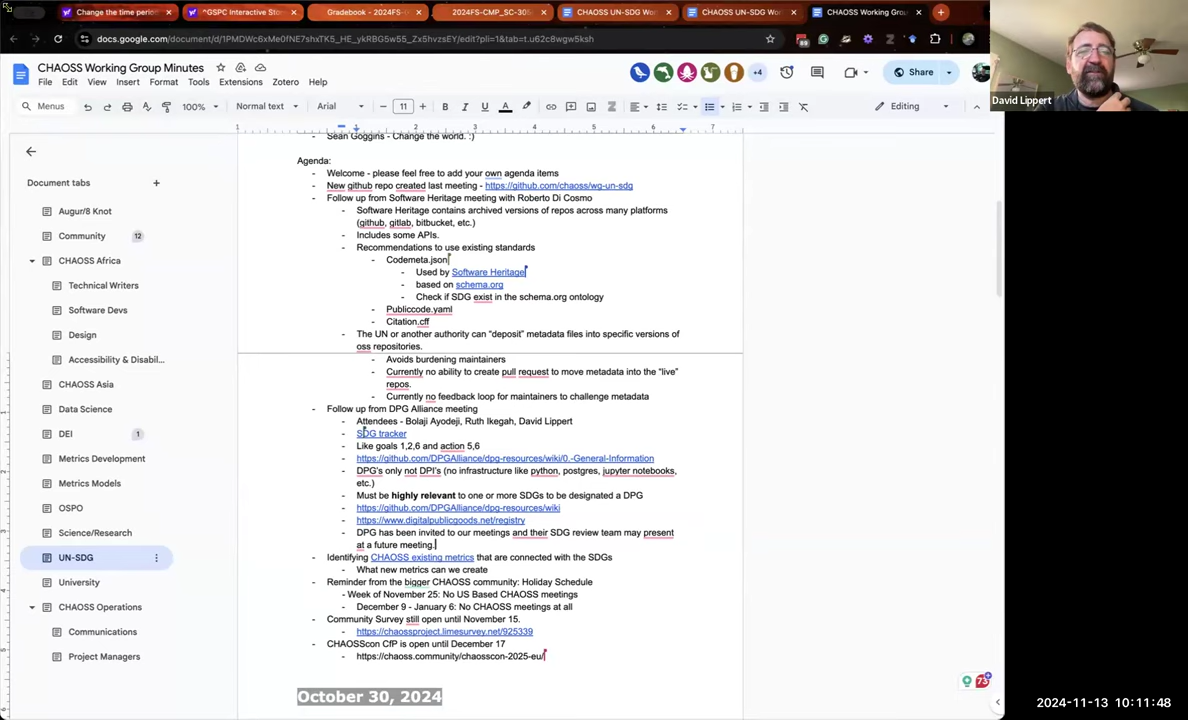 Change the time perio
^GSPC Interactive Sto
Gradebook - 2024FS-
2024FS-CMP_SC-305
CHAOSS UN-SDG Wo
CHAOSS UN-SDG Wo
CHAOSS Working Grou
docs.google.com/document/d/1PMDWc6xMe0fNE7shxTK5_HE_ykRBG5w55_Zx5hvzsEY/edit?pli=1&tab=t.u62c8wgw5ksh
CHAOSS Working Group Minutes
File Edit View Insert Format Tools Extensions Zotero Help
+4
Share
Menus
100%
Normal text
Arial
11
Editing
David Lippert
Document tabs
Augur/8 Knot
Community 12
CHAOSS Africa
Technical Writers
Software Devs
Design
Accessibility & Disabil...
CHAOSS Asia
Data Science
DEI 1
Metrics Development
Metrics Models
OSPO
Science/Research
UN-SDG
University
CHAOSS Operations
Communications
Project Managers
- Sean Goggins - Change the world. :)
Agenda:
- Welcome - please feel free to add your own agenda items
- New github repo created last meeting - https://github.com/chaoss/wg-un-sdg
- Follow up from Software Heritage meeting with Roberto Di Cosmo
- Software Heritage contains archived versions of repos across many platforms
(github, gitlab, bitbucket, etc.)
- Includes some APIs.
- Recommendations to use existing standards
- Codemeta.json
- Used by Software Heritage
- based on schema.org
- Check if SDG exist in the schema.org ontology
- Publiccode.yaml
- Citation.cff
- The UN or another authority can "deposit" metadata files into specific versions of
oss repositories.
- Avoids burdening maintainers
- Currently no ability to create pull request to move metadata into the "live"
repos.
- Currently no feedback loop for maintainers to challenge metadata
- Follow up from DPG Alliance meeting
- Attendees - Bolaji Ayodeji, Ruth Ikegah, David Lippert
- SDG tracker
- Like goals 1,2,6 and action 5,6
- https://github.com/DPGAlliance/dpg-resources/wiki/0.-General-Information
- DPG's only not DPI's (no infrastructure like python, postgres, jupyter notebooks,
etc.)
- Must be highly relevant to one or more SDGs to be designated a DPG
- https://github.com/DPGAlliance/dpg-resources/wiki
- https://www.digitalpublicgoods.net/registry
- DPG has been invited to our meetings and their SDG review team may present
at a future meeting.
- Identifying CHAOSS existing metrics that are connected with the SDGs
- What new metrics can we create
- Reminder from the bigger CHAOSS community: Holiday Schedule
- Week of November 25: No US Based CHAOSS meetings
- December 9 - January 6: No CHAOSS meetings at all
- Community Survey still open until November 15.
- https://chaossproject.limesurvey.net/925339
- CHAOSScon CfP is open until December 17
- https://chaoss.community/chaosscon-2025-eu/
October 30, 2024
2024-11-13 10:11:48